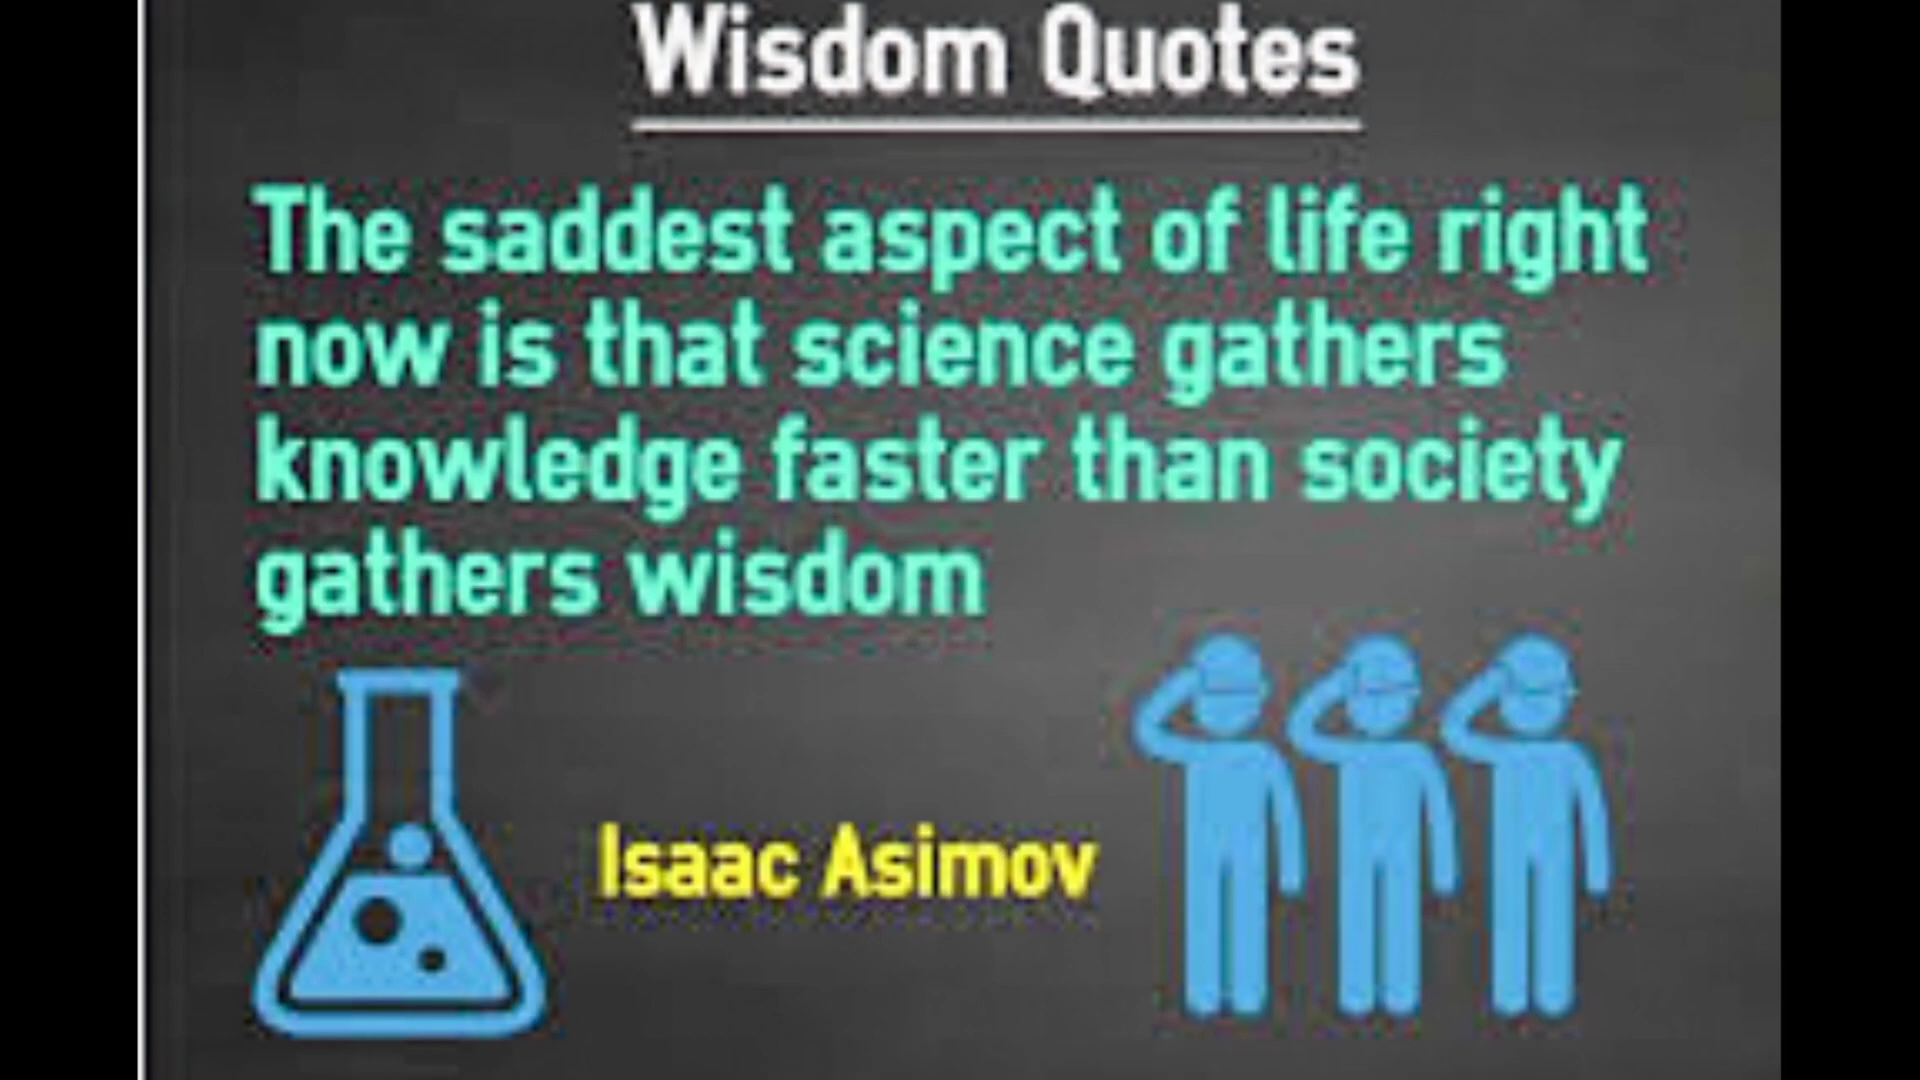 Wisdom Quotes
The saddest aspect of life right
now is that science gathers
knowledge faster than society
gathers wisdom
Isaac Asimov